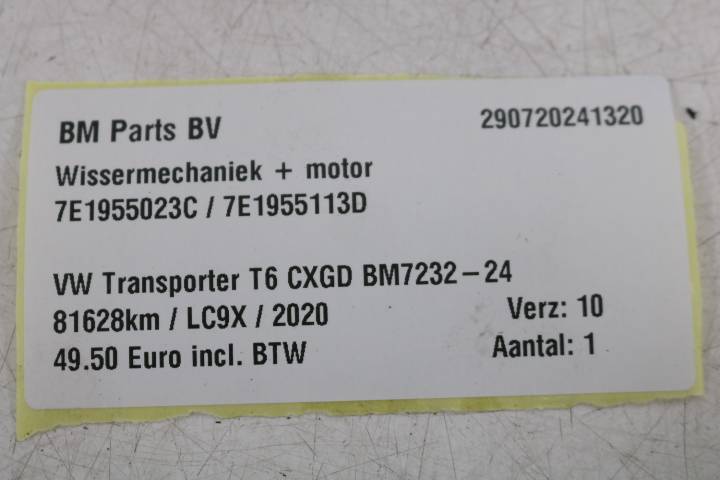 BM Parts BV 290720241320
Wissermechaniek + motor
7E1955023C / 7E1955113D
VW Transporter T6 CXGD BM7232-24
81628km / LC9X / 2020 Verz: 10
49.50 Euro incl. BTW Aantal: 1